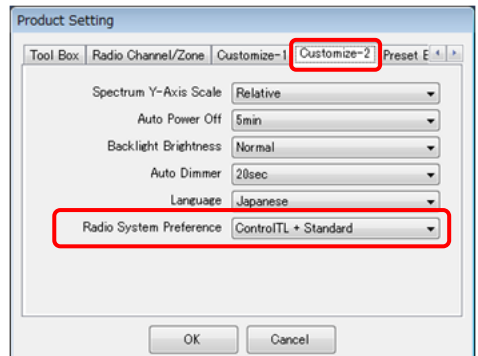 Product Setting
Tool Box Radio Channel/Zone Customize-1 Customize-2 Preset E
Spectrum Y-Axis Scale Relative
Auto Power Off 5min
Backlight Brightness Normal
Auto Dimmer 20sec
Language Japanese
Radio System Preference ControlTL + Standard
OK Cancel